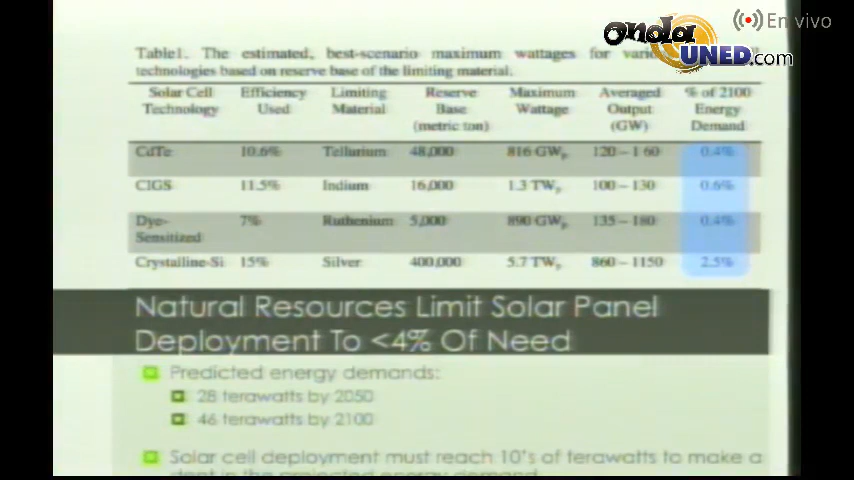 En vivo
onda
UNED.com
Table1. The estimated, best-scenario maximum wattages for
technologies based on reserve base of the limiting material.
Solar Cell Technology Efficiency Used Limiting Material Reserve Base (metric ton) Maximum Wattage Averaged Output (GW) % of 2100 Energy Demand
CdTe 10.6% Tellurium 48,000 816 GWp 120 – 160 0.4%
CIGS 11.5% Indium 16,000 1.3 TWp 100 – 130 0.6%
Dye-Sensitized 7% Ruthenium 5,000 890 GWp 135 – 180 0.4%
Crystalline-Si 15% Silver 400,000 5.7 TWp 860 – 1150 2.5%
Natural Resources Limit Solar Panel
Deployment To <4% Of Need
Predicted energy demands:
28 terawatts by 2050
46 terawatts by 2100
Solar cell deployment must reach 10's of terawatts to make a
dent in the projected energy demand